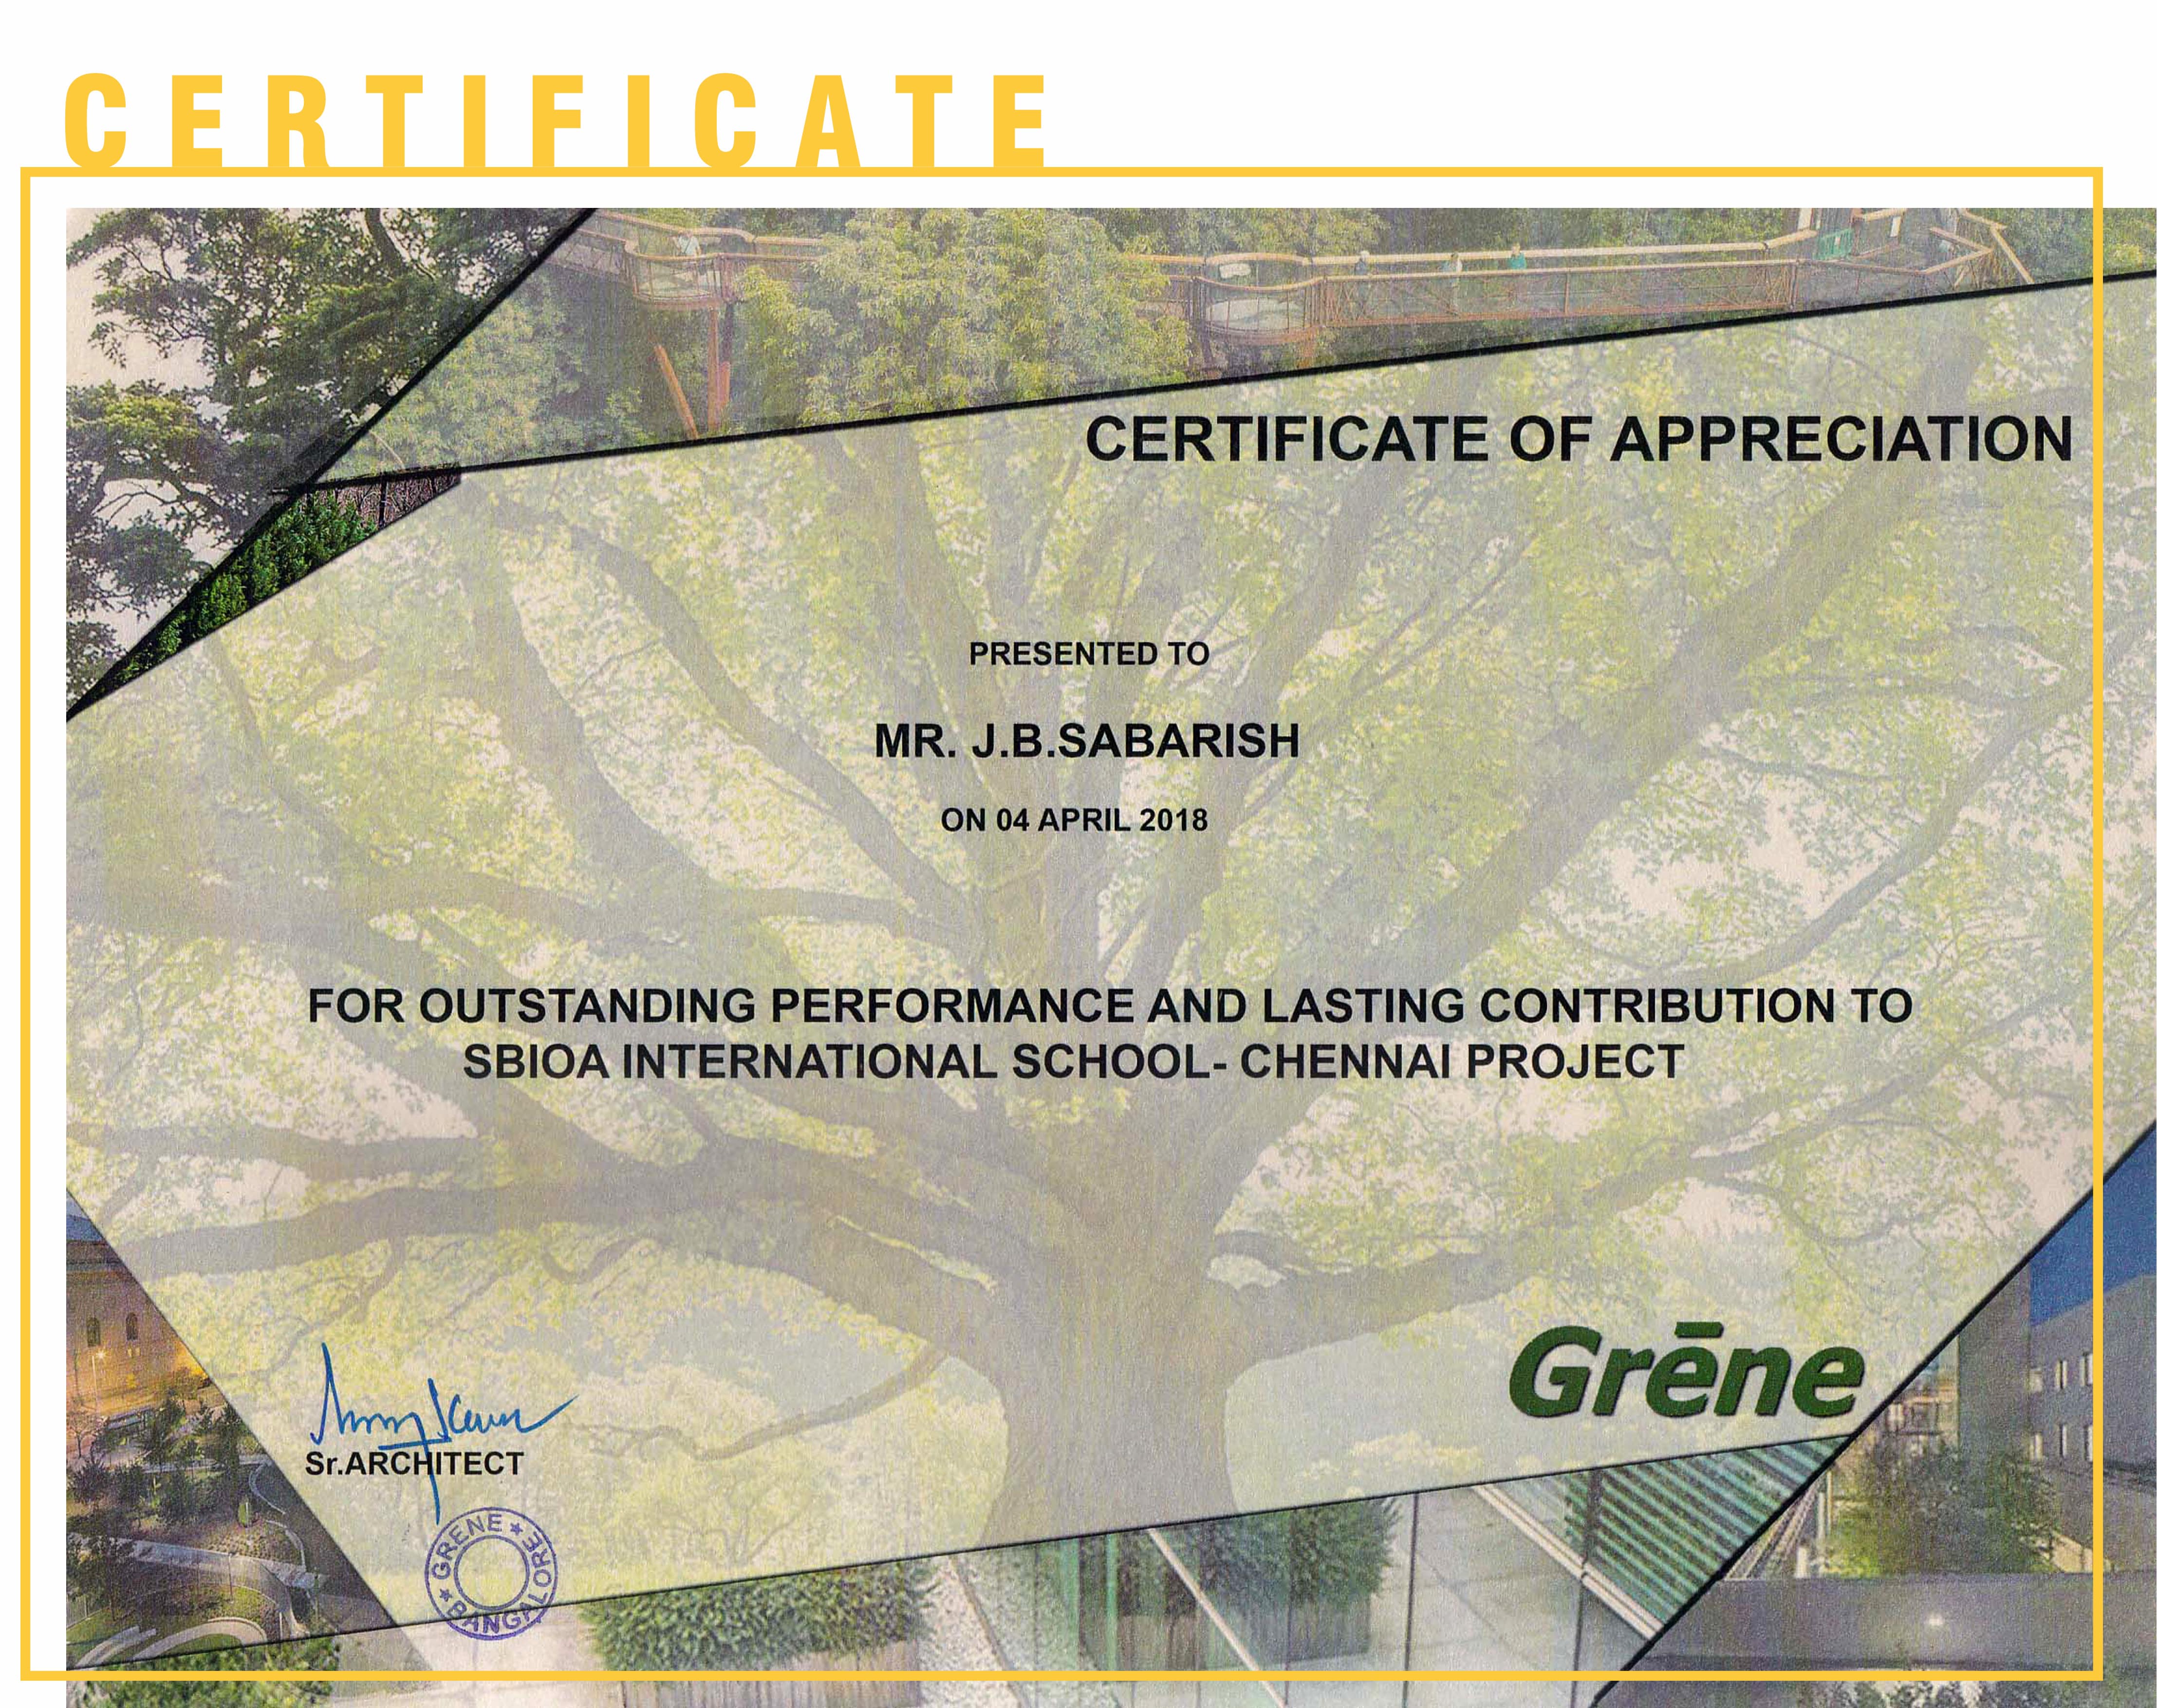 CERTIFICATE
CERTIFICATE OF APPRECIATION
PRESENTED TO
MR. J.B.SABARISH
ON 04 APRIL 2018
FOR OUTSTANDING PERFORMANCE AND LASTING CONTRIBUTION TO
SBIOA INTERNATIONAL SCHOOL- CHENNAI PROJECT
Grēne
Sr.ARCHITECT
★ GRENE ★ BANGALORE